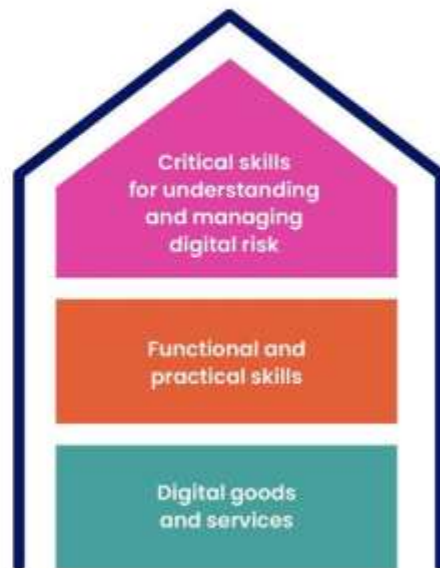 Critical skills
for understanding
and managing
digital risk
Functional and
practical skills
Digital goods
and services